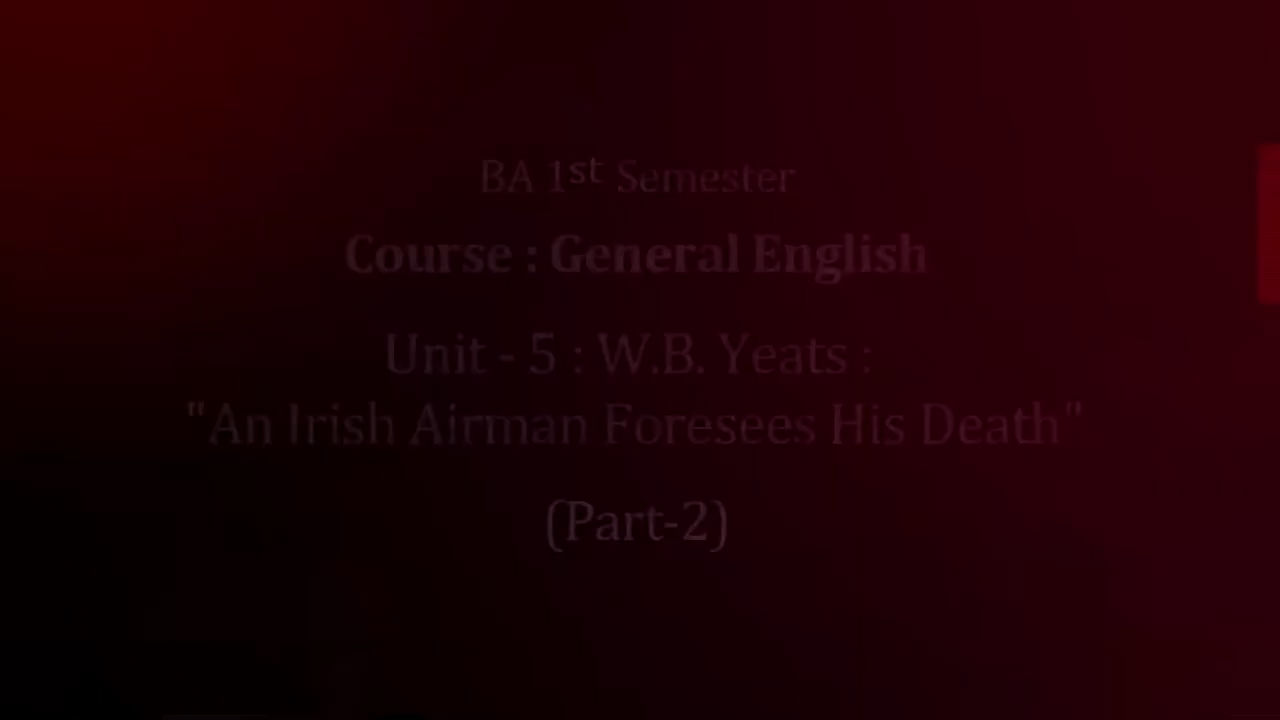 BA 1st Semester
Course : General English
Unit - 5 : W.B. Yeats :
"An Irish Airman Foresees His Death"
(Part-2)